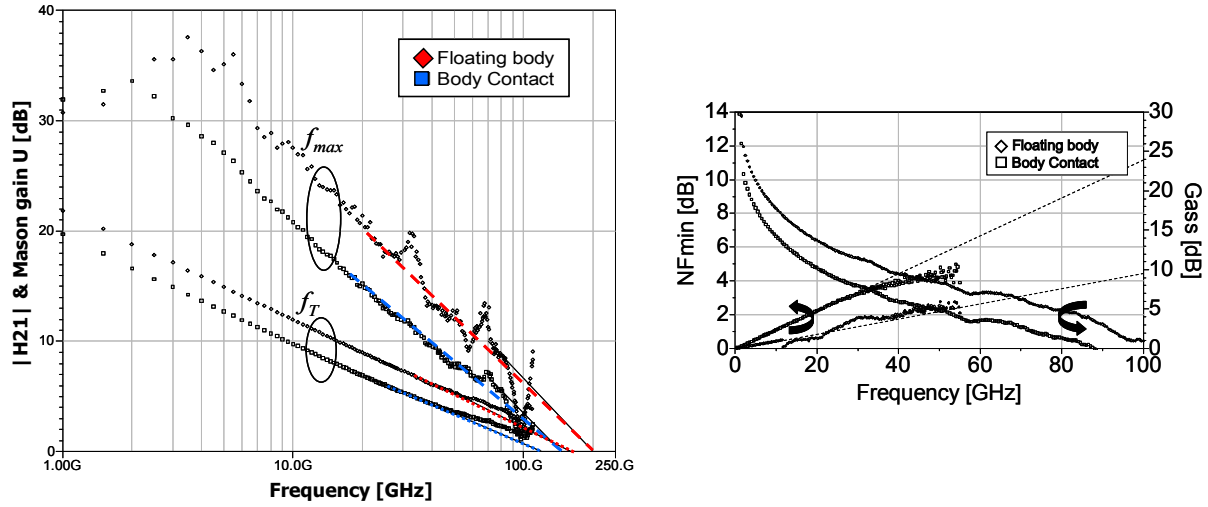 40
30
20
10
0
|H21| & Mason gain U [dB]
Floating body
Body Contact
fmax
fT
1.00G
10.0G
100.G
250.G
Frequency [GHz]
14
12
10
8
6
4
2
0
NFmin [dB]
Floating body
Body Contact
30
25
20
15
10
5
0
Gass [dB]
0
20
40
60
80
100
Frequency [GHz]